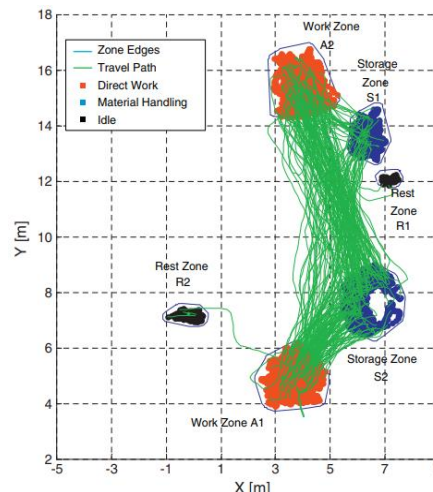 Work Zone
A2
Zone Edges
Travel Path
Direct Work
Material Handling
Idle
Storage
Zone
S1
Rest
Zone
R1
Rest Zone
R2
Storage Zone
S2
Work Zone A1
18
16
14
12
10
8
6
4
2
Y [m]
-5
-3
-1
1
3
5
7
9
X [m]